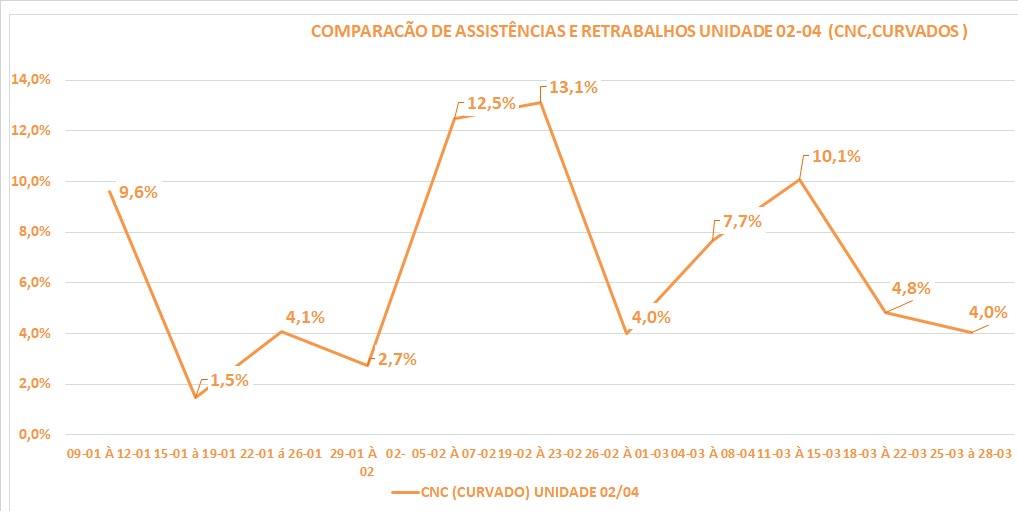 COMPARACÃO DE ASSISTÊNCIAS E RETRABALHOS UNIDADE 02-04 (CNC,CURVADOS )
14,0%
12,0%
10,0%
8,0%
6,0%
4,0%
2,0%
0,0%
9,6%
1,5%
4,1%
2,7%
12,5%
13,1%
4,0%
7,7%
10,1%
4,8%
4,0%
09-01 À 12-01
15-01 à 19-01
22-01 á 26-01
29-01 À 02-
02
05-02 À 07-02
19-02 À 23-02
26-02 À 01-03
04-03 À 08-04
11-03 À 15-03
18-03 À 22-03
25-03 à 28-03
CNC (CURVADO) UNIDADE 02/04